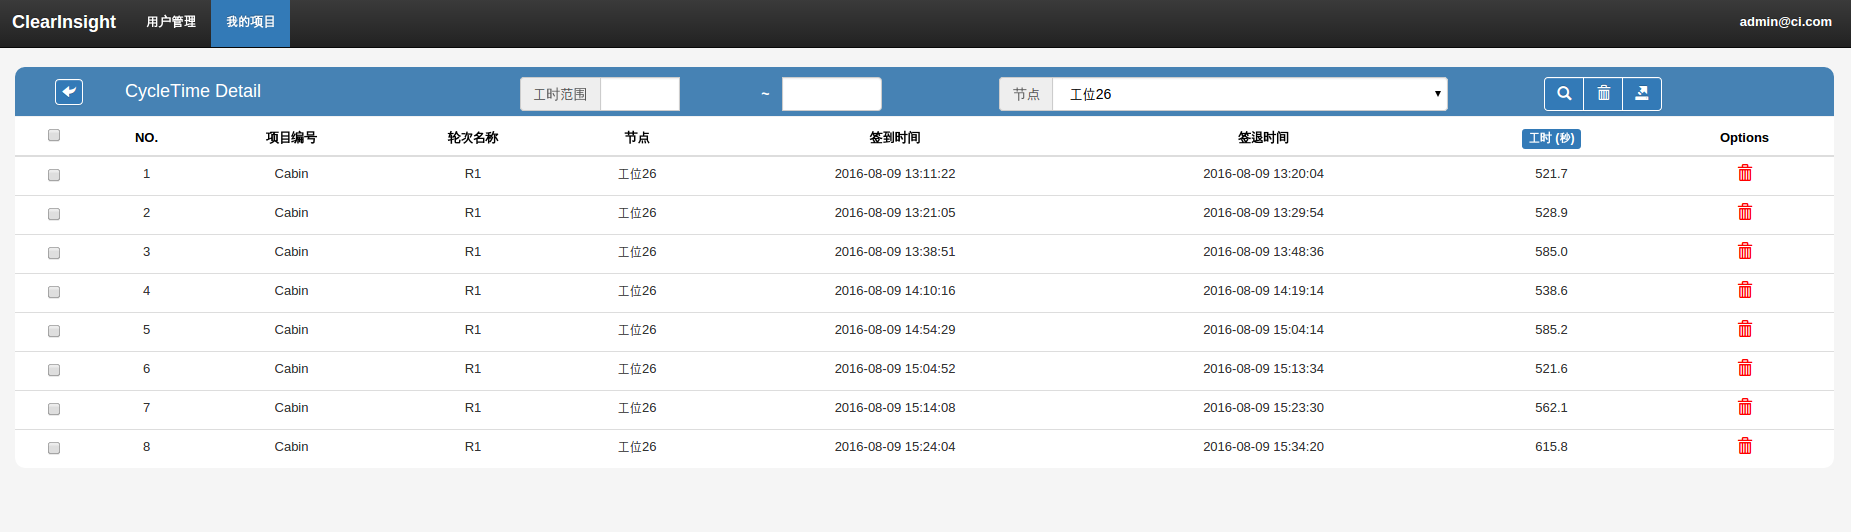 ClearInsight 用户管理 我的项目 admin@ci.com
CycleTime Detail 工时范围 ~ 节点 工位26
NO. 项目编号 轮次名称 节点 签到时间 签退时间 工时 (秒) Options
1 Cabin R1 工位26 2016-08-09 13:11:22 2016-08-09 13:20:04 521.7
2 Cabin R1 工位26 2016-08-09 13:21:05 2016-08-09 13:29:54 528.9
3 Cabin R1 工位26 2016-08-09 13:38:51 2016-08-09 13:48:36 585.0
4 Cabin R1 工位26 2016-08-09 14:10:16 2016-08-09 14:19:14 538.6
5 Cabin R1 工位26 2016-08-09 14:54:29 2016-08-09 15:04:14 585.2
6 Cabin R1 工位26 2016-08-09 15:04:52 2016-08-09 15:13:34 521.6
7 Cabin R1 工位26 2016-08-09 15:14:08 2016-08-09 15:23:30 562.1
8 Cabin R1 工位26 2016-08-09 15:24:04 2016-08-09 15:34:20 615.8